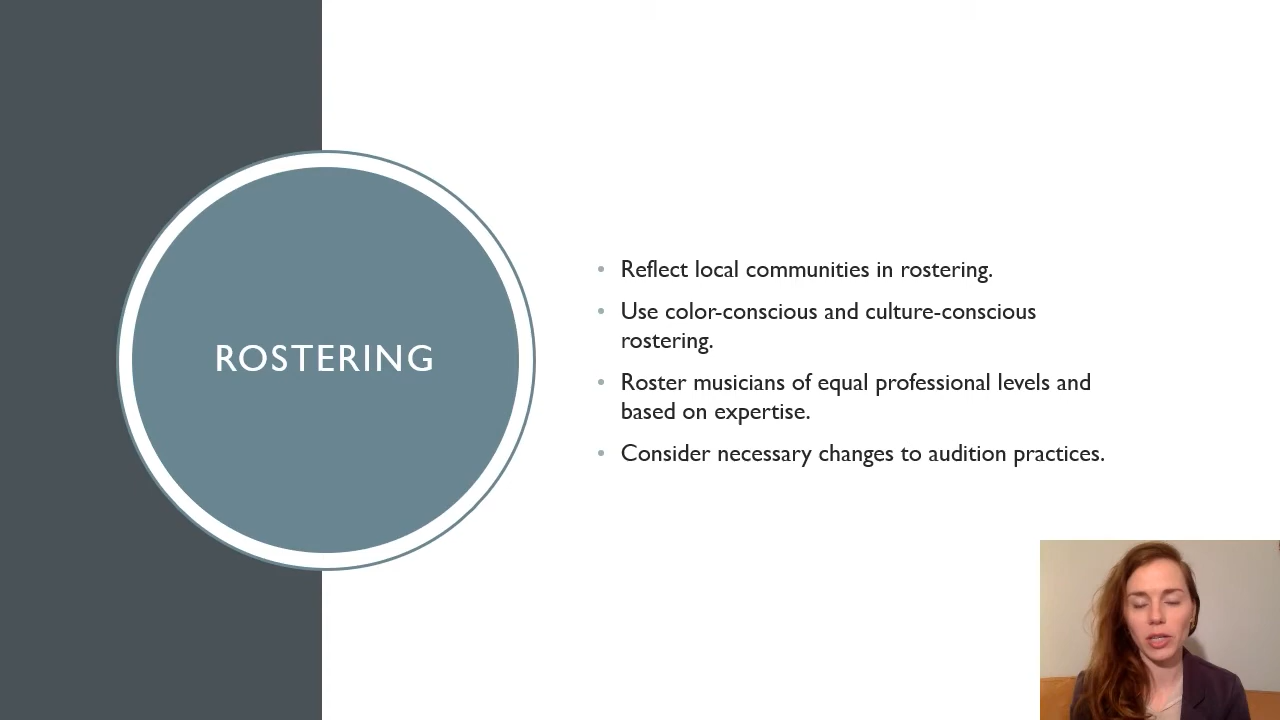 ROSTERING
Reflect local communities in rostering.
Use color-conscious and culture-conscious
rostering.
Roster musicians of equal professional levels and
based on expertise.
Consider necessary changes to audition practices.